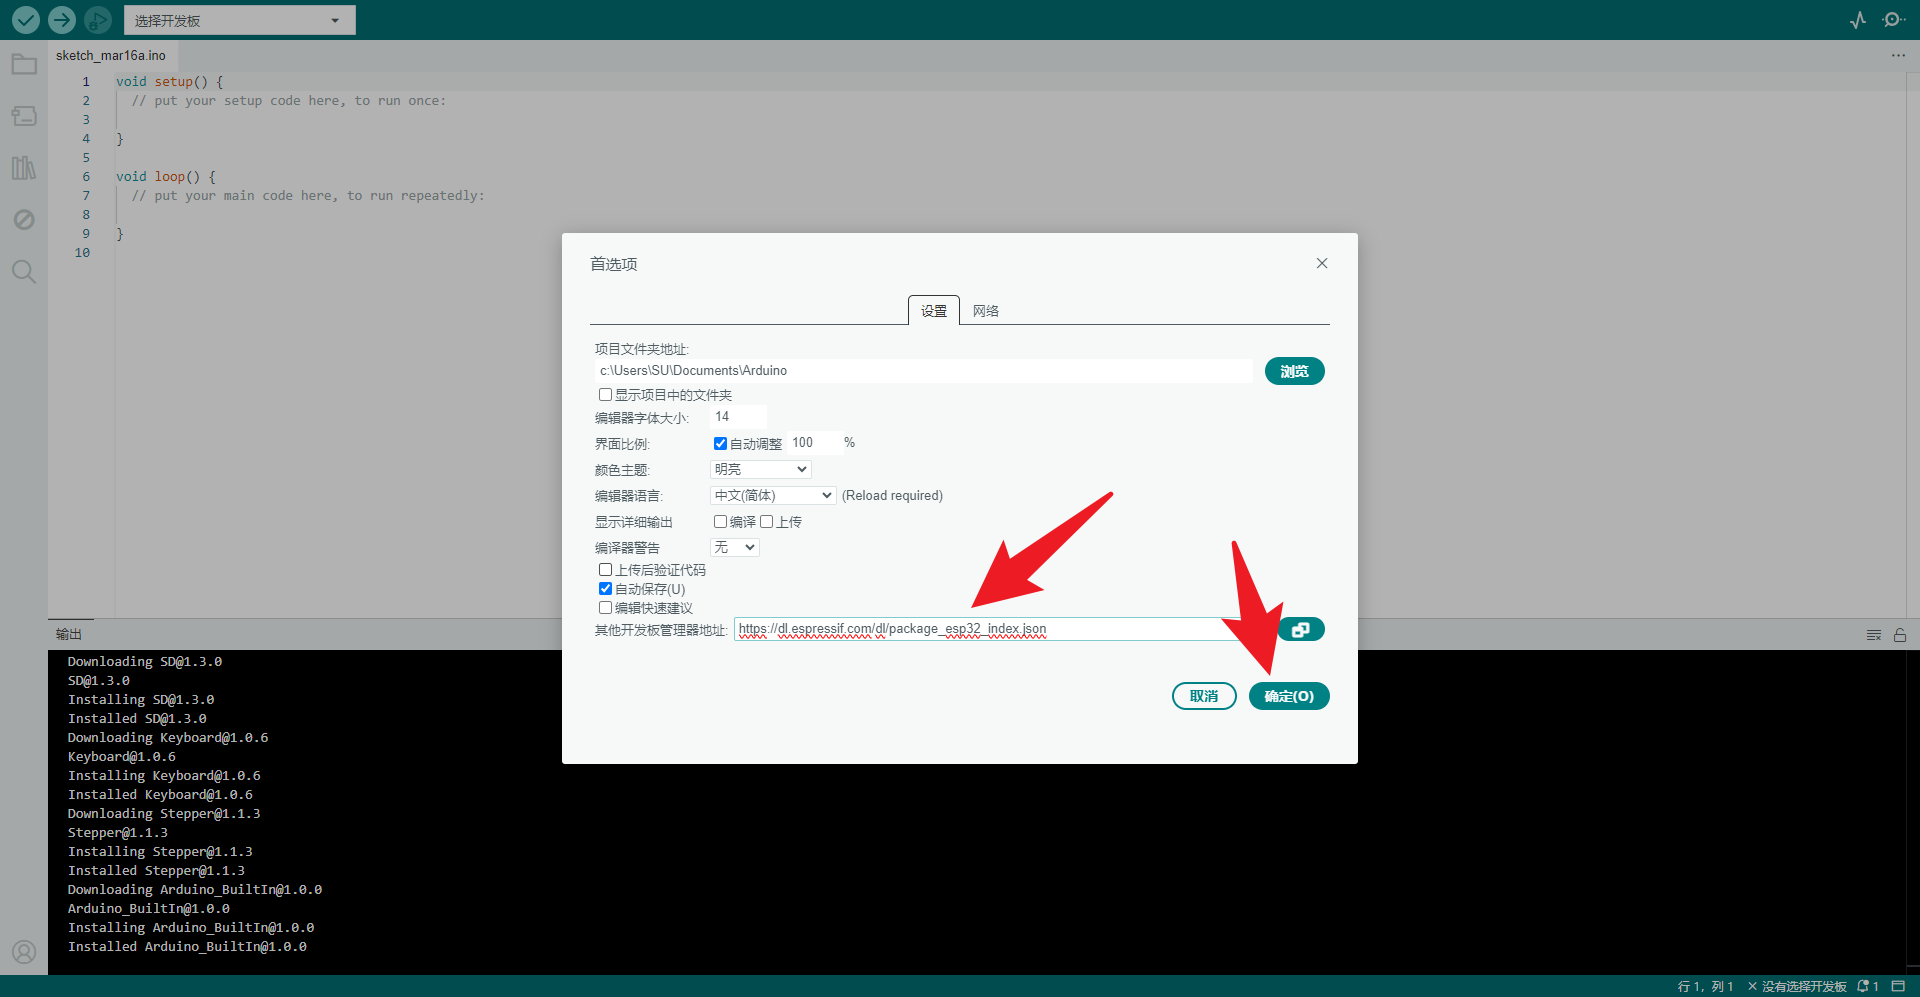 选择开发板
sketch_mar16a.ino
1 void setup() {
2 // put your setup code here, to run once:
3
4 }
5
6 void loop() {
7 // put your main code here, to run repeatedly:
8
9 }
10
首选项
设置 网络
项目文件夹地址:
c:\Users\SU\Documents\Arduino 浏览
显示项目中的文件夹
编辑器字体大小: 14
界面比例: 自动调整 100 %
颜色主题: 明亮
编辑器语言: 中文(简体) (Reload required)
显示详细输出 编译 上传
编译器警告 无
上传后验证代码
自动保存(U)
编辑快速建议
其他开发板管理器地址: https://dl.espressif.com/dl/package_esp32_index.json
取消 确定(O)
输出
Downloading SD@1.3.0
SD@1.3.0
Installing SD@1.3.0
Installed SD@1.3.0
Downloading Keyboard@1.0.6
Keyboard@1.0.6
Installing Keyboard@1.0.6
Installed Keyboard@1.0.6
Downloading Stepper@1.1.3
Stepper@1.1.3
Installing Stepper@1.1.3
Installed Stepper@1.1.3
Downloading Arduino_BuiltIn@1.0.0
Arduino_BuiltIn@1.0.0
Installing Arduino_BuiltIn@1.0.0
Installed Arduino_BuiltIn@1.0.0
行 1，列 1 × 没有选择开发板 1